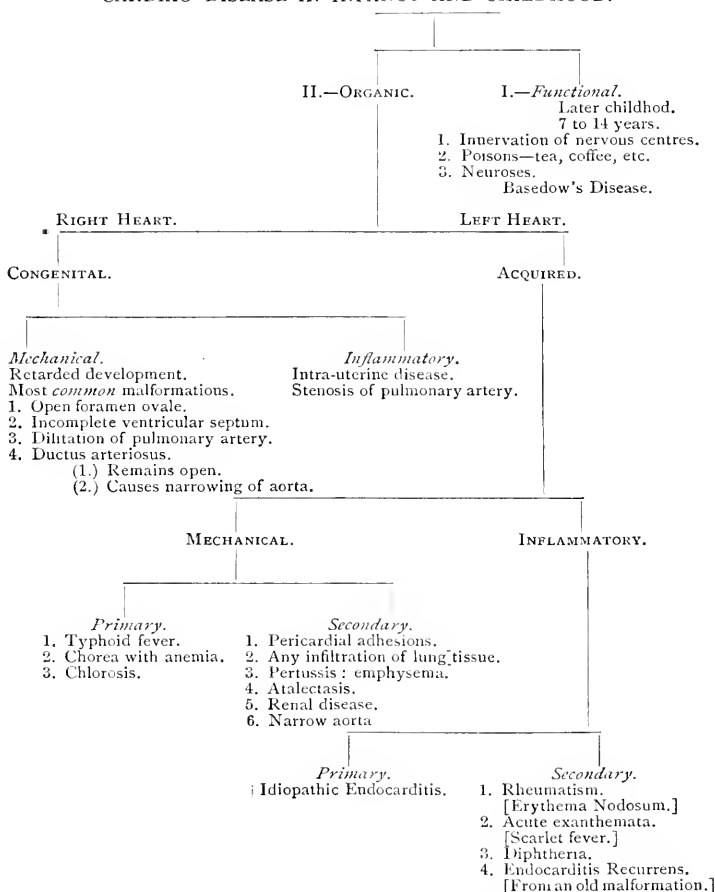 II.—ORGANIC.
I.—Functional.
Later childhod.
7 to 14 years.
1. Innervation of nervous centres.
2. Poisons—tea, coffee, etc.
3. Neuroses.
Basedow's Disease.
RIGHT HEART.
LEFT HEART.
CONGENITAL.
ACQUIRED.
Mechanical.
Retarded development.
Most common malformations.
1. Open foramen ovale.
2. Incomplete ventricular septum.
3. Dilitation of pulmonary artery.
4. Ductus arteriosus.
(1.) Remains open.
(2.) Causes narrowing of aorta.
Inflammatory.
Intra-uterine disease.
Stenosis of pulmonary artery.
MECHANICAL.
INFLAMMATORY.
Primary.
1. Typhoid fever.
2. Chorea with anemia.
3. Chlorosis.
Secondary.
1. Pericardial adhesions.
2. Any infiltration of lung tissue.
3. Pertussis : emphysema.
4. Atalectasis.
5. Renal disease.
6. Narrow aorta
Primary.
Idiopathic Endocarditis.
Secondary.
1. Rheumatism.
[Erythema Nodosum.]
2. Acute exanthemata.
[Scarlet fever.]
3. Diphtheria.
4. Endocarditis Recurrens.
[From an old malformation.]